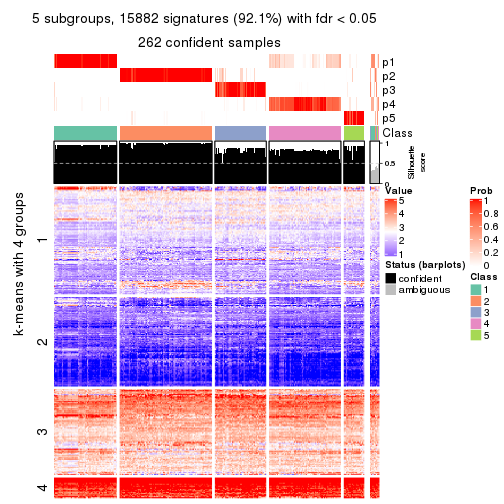 5 subgroups, 15882 signatures (92.1%) with fdr < 0.05
262 confident samples
p1
p2
p3
p4
p5
Class
1
0.5
0
Silhouette
score
k-means with 4 groups
1
2
3
4
Value
5
4
3
2
1
Status (barplots)
confident
ambiguous
Prob
1
0.8
0.6
0.4
0.2
0
Class
1
2
3
4
5